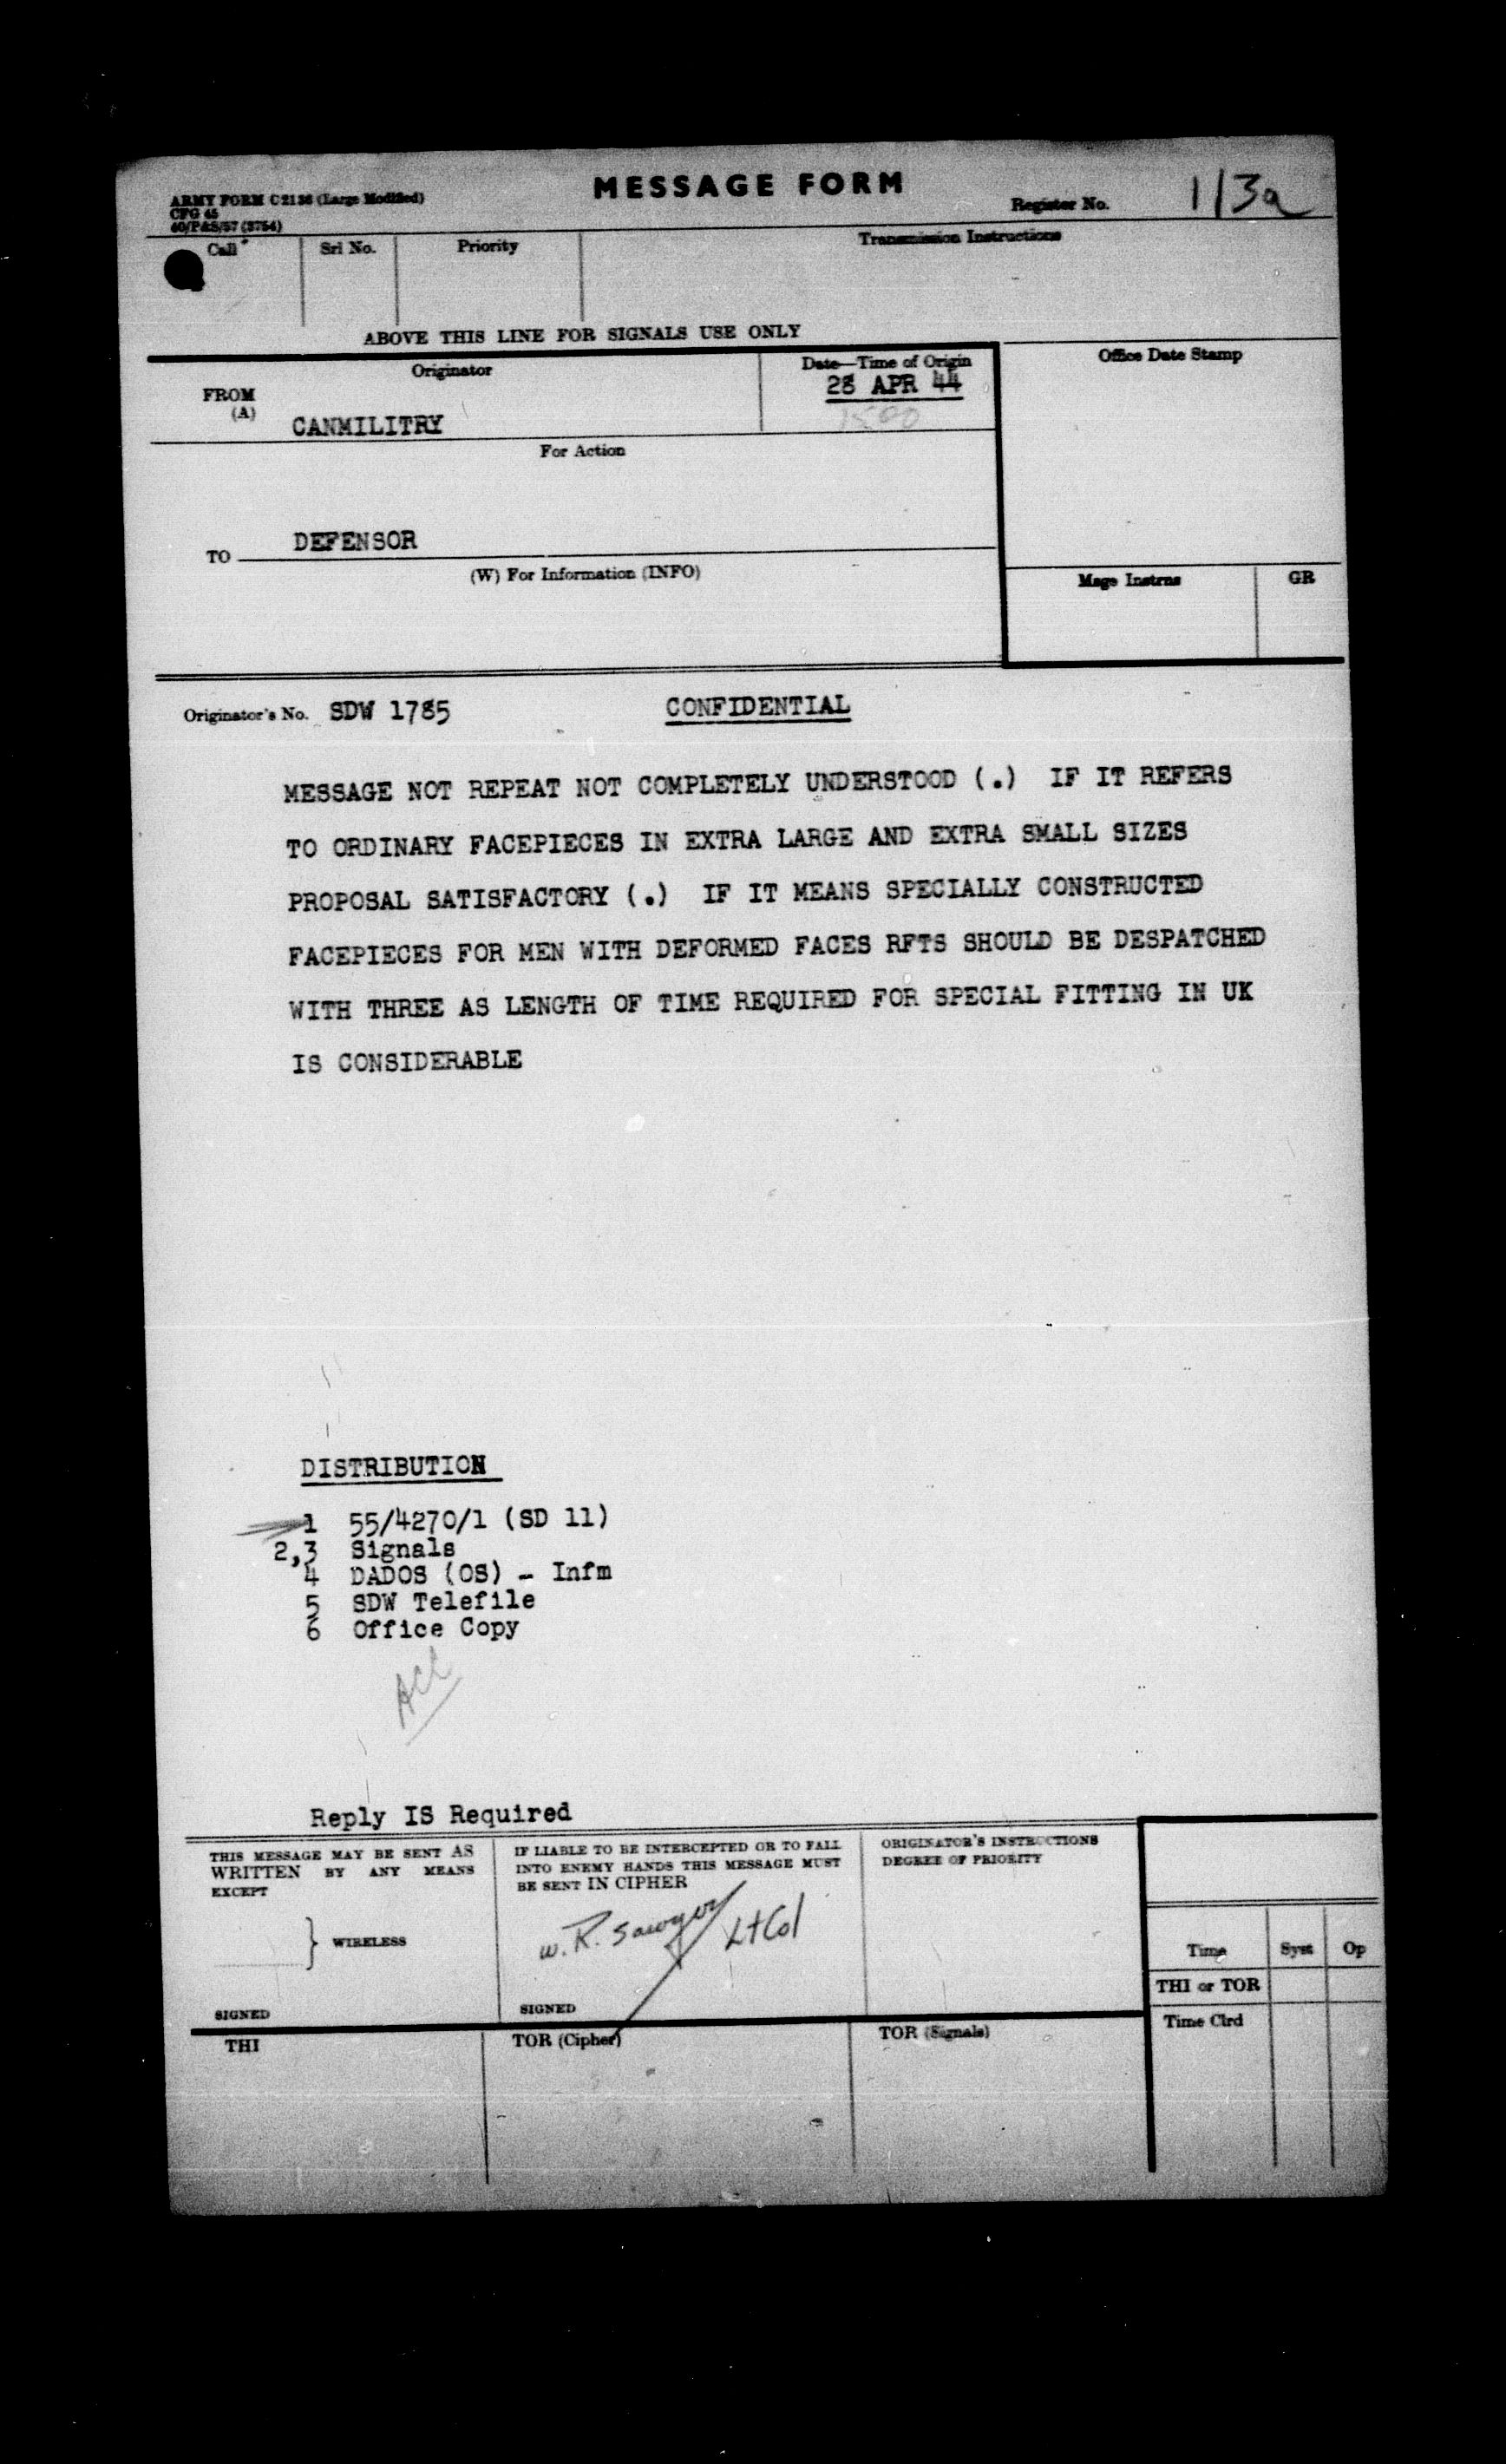 ARMY FORM C2136 (Large Modified)
CFG 45
40/P&S/57 (3754)
MESSAGE FORM
Register No.
113a
Call
Srl No.
Priority
Transmission Instructions
ABOVE THIS LINE FOR SIGNALS USE ONLY
Originator
Date—Time of Origin
28 APR 44
1500
Office Date Stamp
FROM
(A)
CANMILITRY
For Action
TO
DEFENSOR
(W) For Information (INFO)
Msge Instrns
GR
Originator's No. SDW 1785
CONFIDENTIAL
MESSAGE NOT REPEAT NOT COMPLETELY UNDERSTOOD (.) IF IT REFERS
TO ORDINARY FACEPIECES IN EXTRA LARGE AND EXTRA SMALL SIZES
PROPOSAL SATISFACTORY (.) IF IT MEANS SPECIALLY CONSTRUCTED
FACEPIECES FOR MEN WITH DEFORMED FACES RFTS SHOULD BE DESPATCHED
WITH THREE AS LENGTH OF TIME REQUIRED FOR SPECIAL FITTING IN UK
IS CONSIDERABLE
DISTRIBUTION
1 55/4270/1 (SD 11)
2,3 Signals
4 DADOS (OS) - Infm
5 SDW Telefile
6 Office Copy
Reply IS Required
THIS MESSAGE MAY BE SENT AS
WRITTEN BY ANY MEANS
EXCEPT
} WIRELESS
SIGNED
IF LIABLE TO BE INTERCEPTED OR TO FALL
INTO ENEMY HANDS THIS MESSAGE MUST
BE SENT IN CIPHER
W. R. Sawyer LtCol
SIGNED
ORIGINATOR'S INSTRUCTIONS
DEGREE OF PRIORITY
Time
Syst
Op
THI or TOR
Time Clrd
THI
TOR (Cipher)
TOR (Signals)